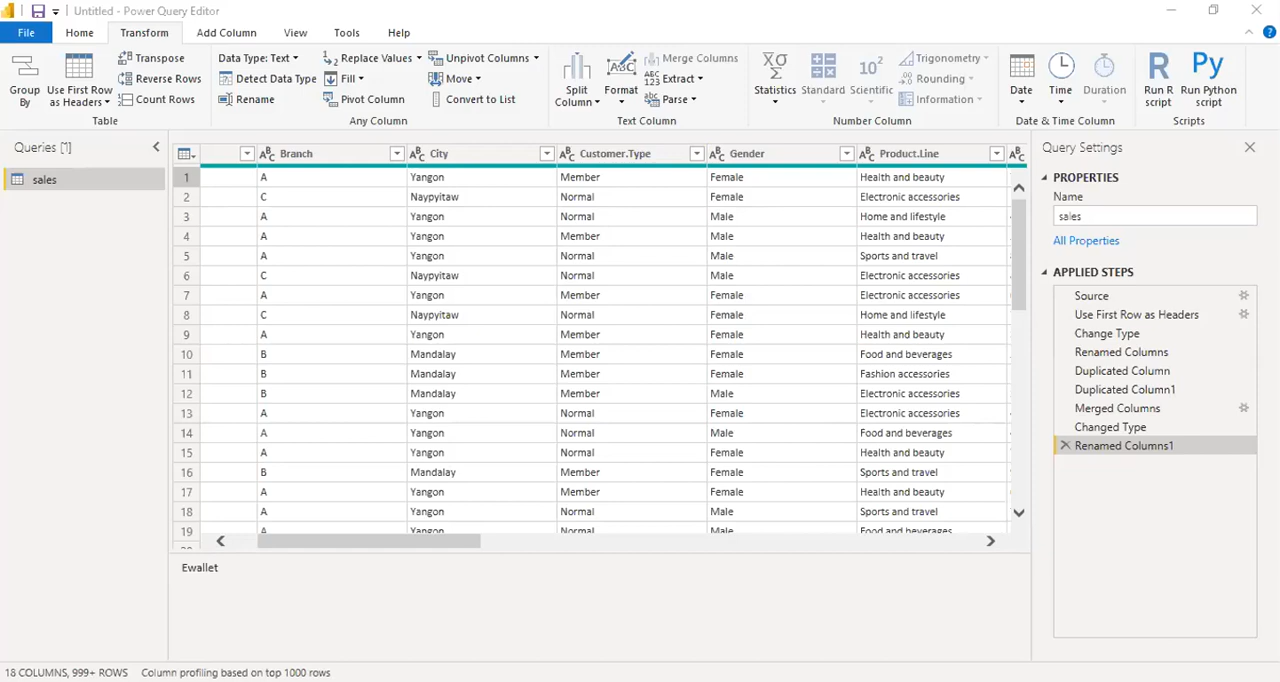 Untitled - Power Query Editor
File Home Transform Add Column View Tools Help
Group By
Use First Row as Headers
Transpose
Reverse Rows
Count Rows
Table
Data Type: Text
Detect Data Type
Rename
Replace Values
Fill
Pivot Column
Unpivot Columns
Move
Convert to List
Any Column
Split Column
Format
Merge Columns
Extract
Parse
Text Column
Statistics
Standard
Scientific
Trigonometry
Rounding
Information
Number Column
Date
Time
Duration
Date & Time Column
Run R script
Run Python script
Scripts
Queries [1]
sales
Branch City Customer.Type Gender Product.Line
1 A Yangon Member Female Health and beauty
2 C Naypyitaw Normal Female Electronic accessories
3 A Yangon Normal Male Home and lifestyle
4 A Yangon Member Male Health and beauty
5 A Yangon Normal Male Sports and travel
6 C Naypyitaw Normal Male Electronic accessories
7 A Yangon Member Female Electronic accessories
8 C Naypyitaw Normal Female Home and lifestyle
9 A Yangon Member Female Health and beauty
10 B Mandalay Member Female Food and beverages
11 B Mandalay Member Female Fashion accessories
12 B Mandalay Member Male Electronic accessories
13 A Yangon Normal Female Electronic accessories
14 A Yangon Normal Male Food and beverages
15 A Yangon Normal Female Health and beauty
16 B Mandalay Member Female Sports and travel
17 A Yangon Member Female Health and beauty
18 A Yangon Normal Male Sports and travel
19 A Yangon Normal Male Food and beverages
Ewallet
Query Settings
PROPERTIES
Name
sales
All Properties
APPLIED STEPS
Source
Use First Row as Headers
Change Type
Renamed Columns
Duplicated Column
Duplicated Column1
Merged Columns
Changed Type
Renamed Columns1
18 COLUMNS, 999+ ROWS Column profiling based on top 1000 rows